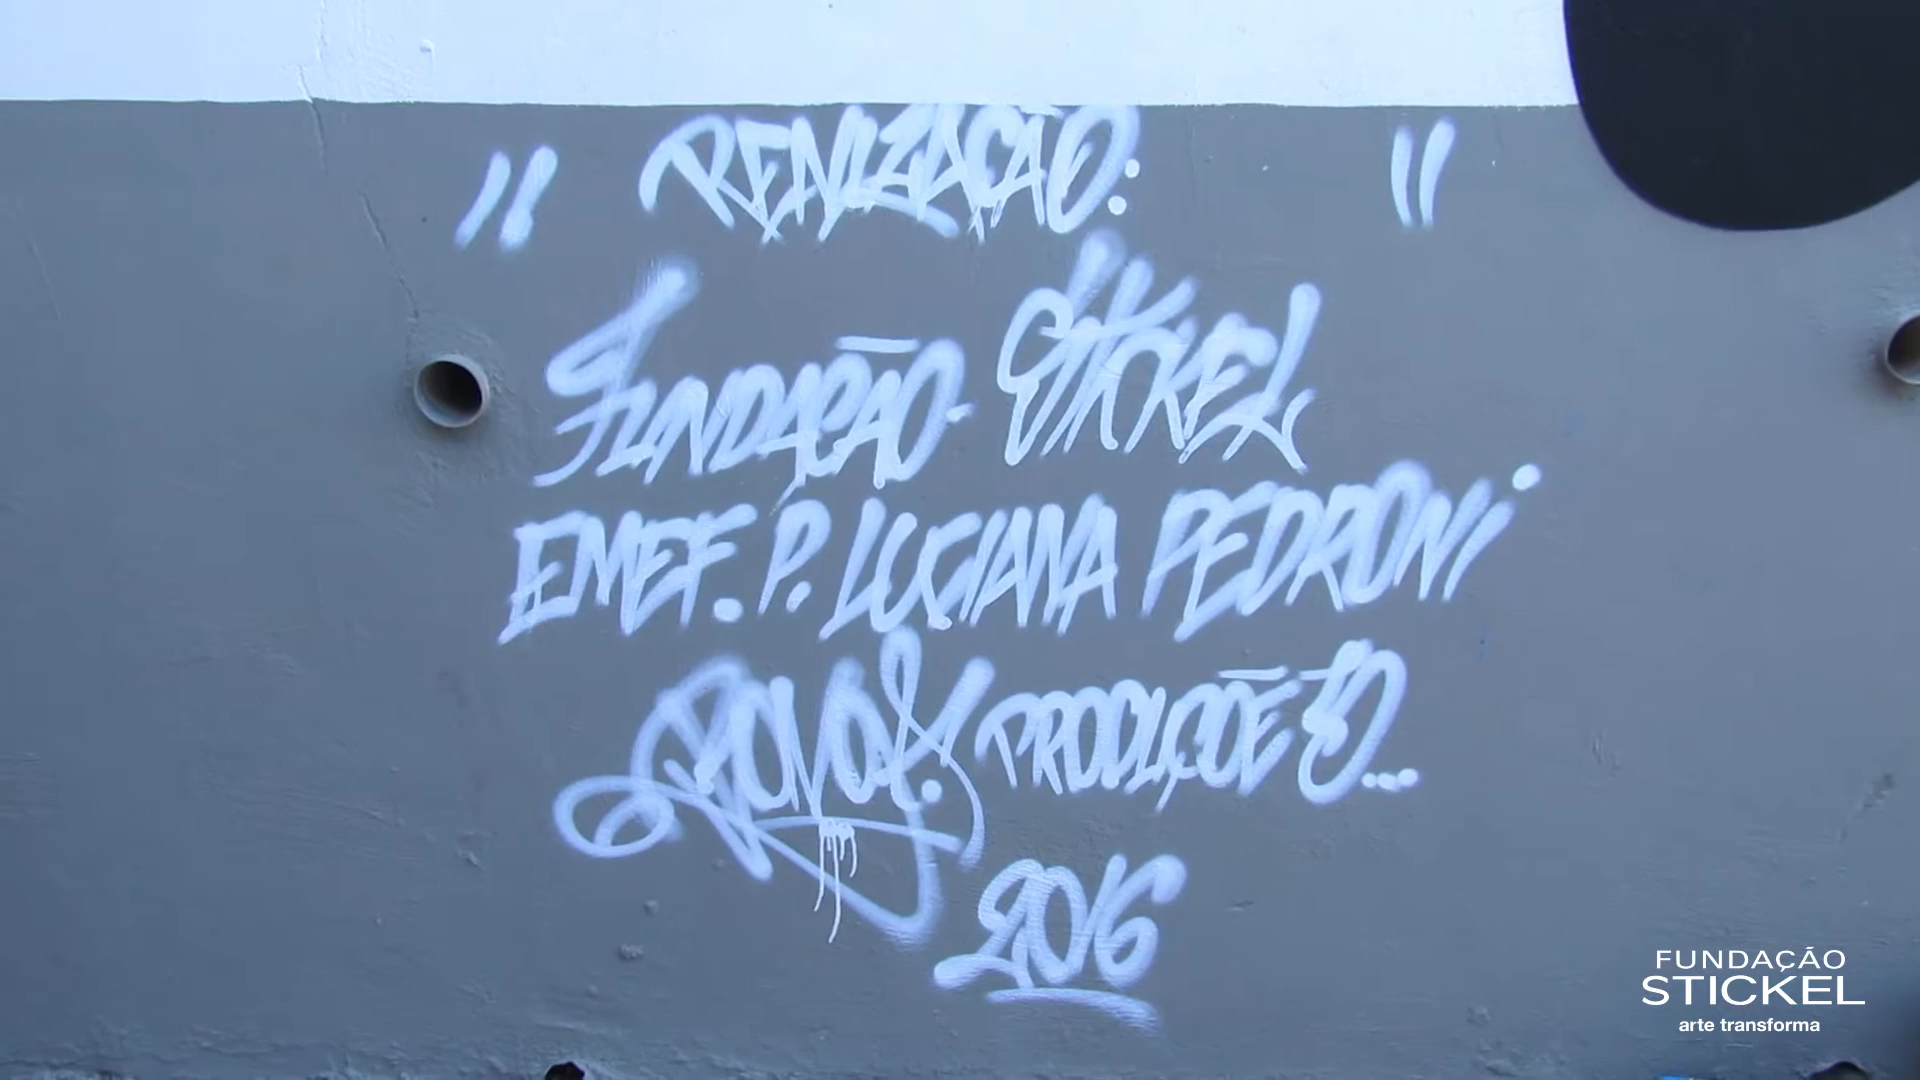 " REALIZAÇÃO: "
FUNDAÇÃO STICKEL
EMEF. P. LUCIANA PEDRONI
PRODUÇÕES...
2016
FUNDAÇÃO
STICKEL
arte transforma